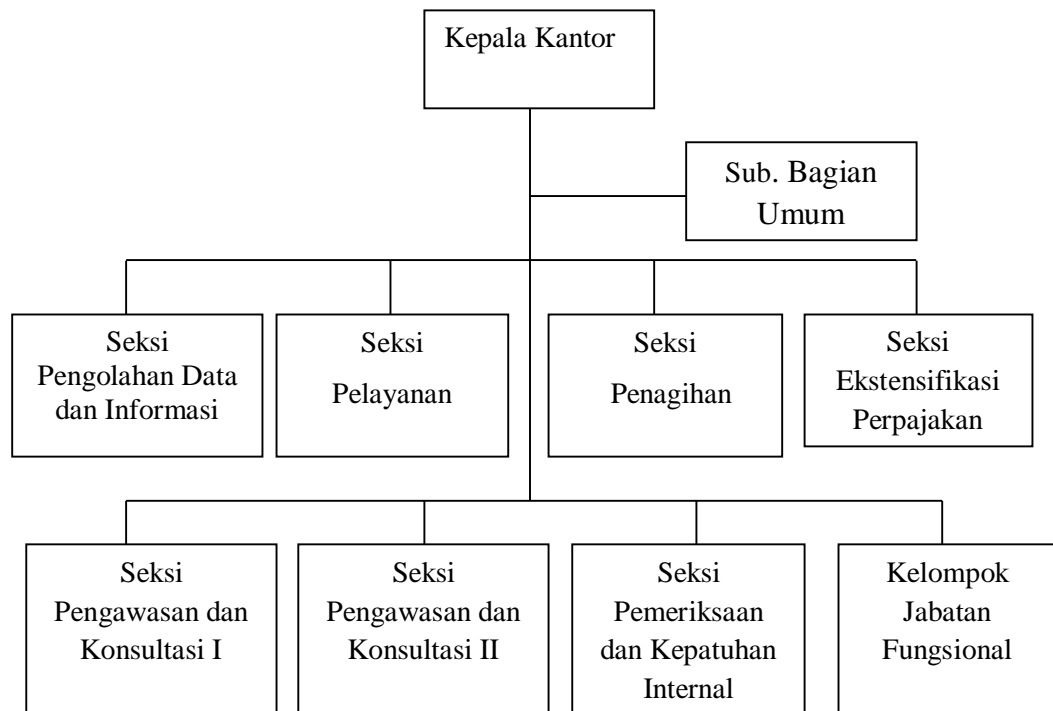 Kepala Kantor
Sub. Bagian
Umum
Seksi
Pengolahan Data
dan Informasi
Seksi
Pelayanan
Seksi
Penagihan
Seksi
Ekstensifikasi
Perpajakan
Seksi
Pengawasan dan
Konsultasi I
Seksi
Pengawasan dan
Konsultasi II
Seksi
Pemeriksaan
dan Kepatuhan
Internal
Kelompok
Jabatan
Fungsional